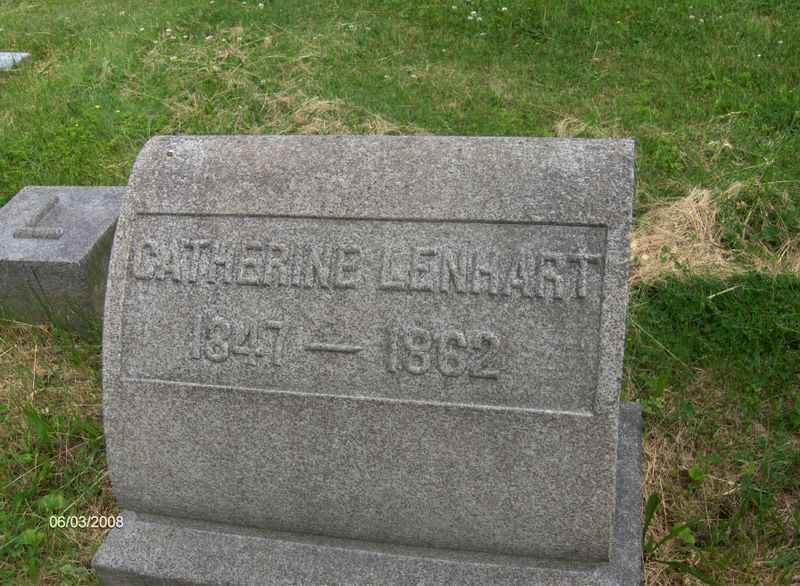 L
CATHERINE LENHART
1847 — 1862
06/03/2008